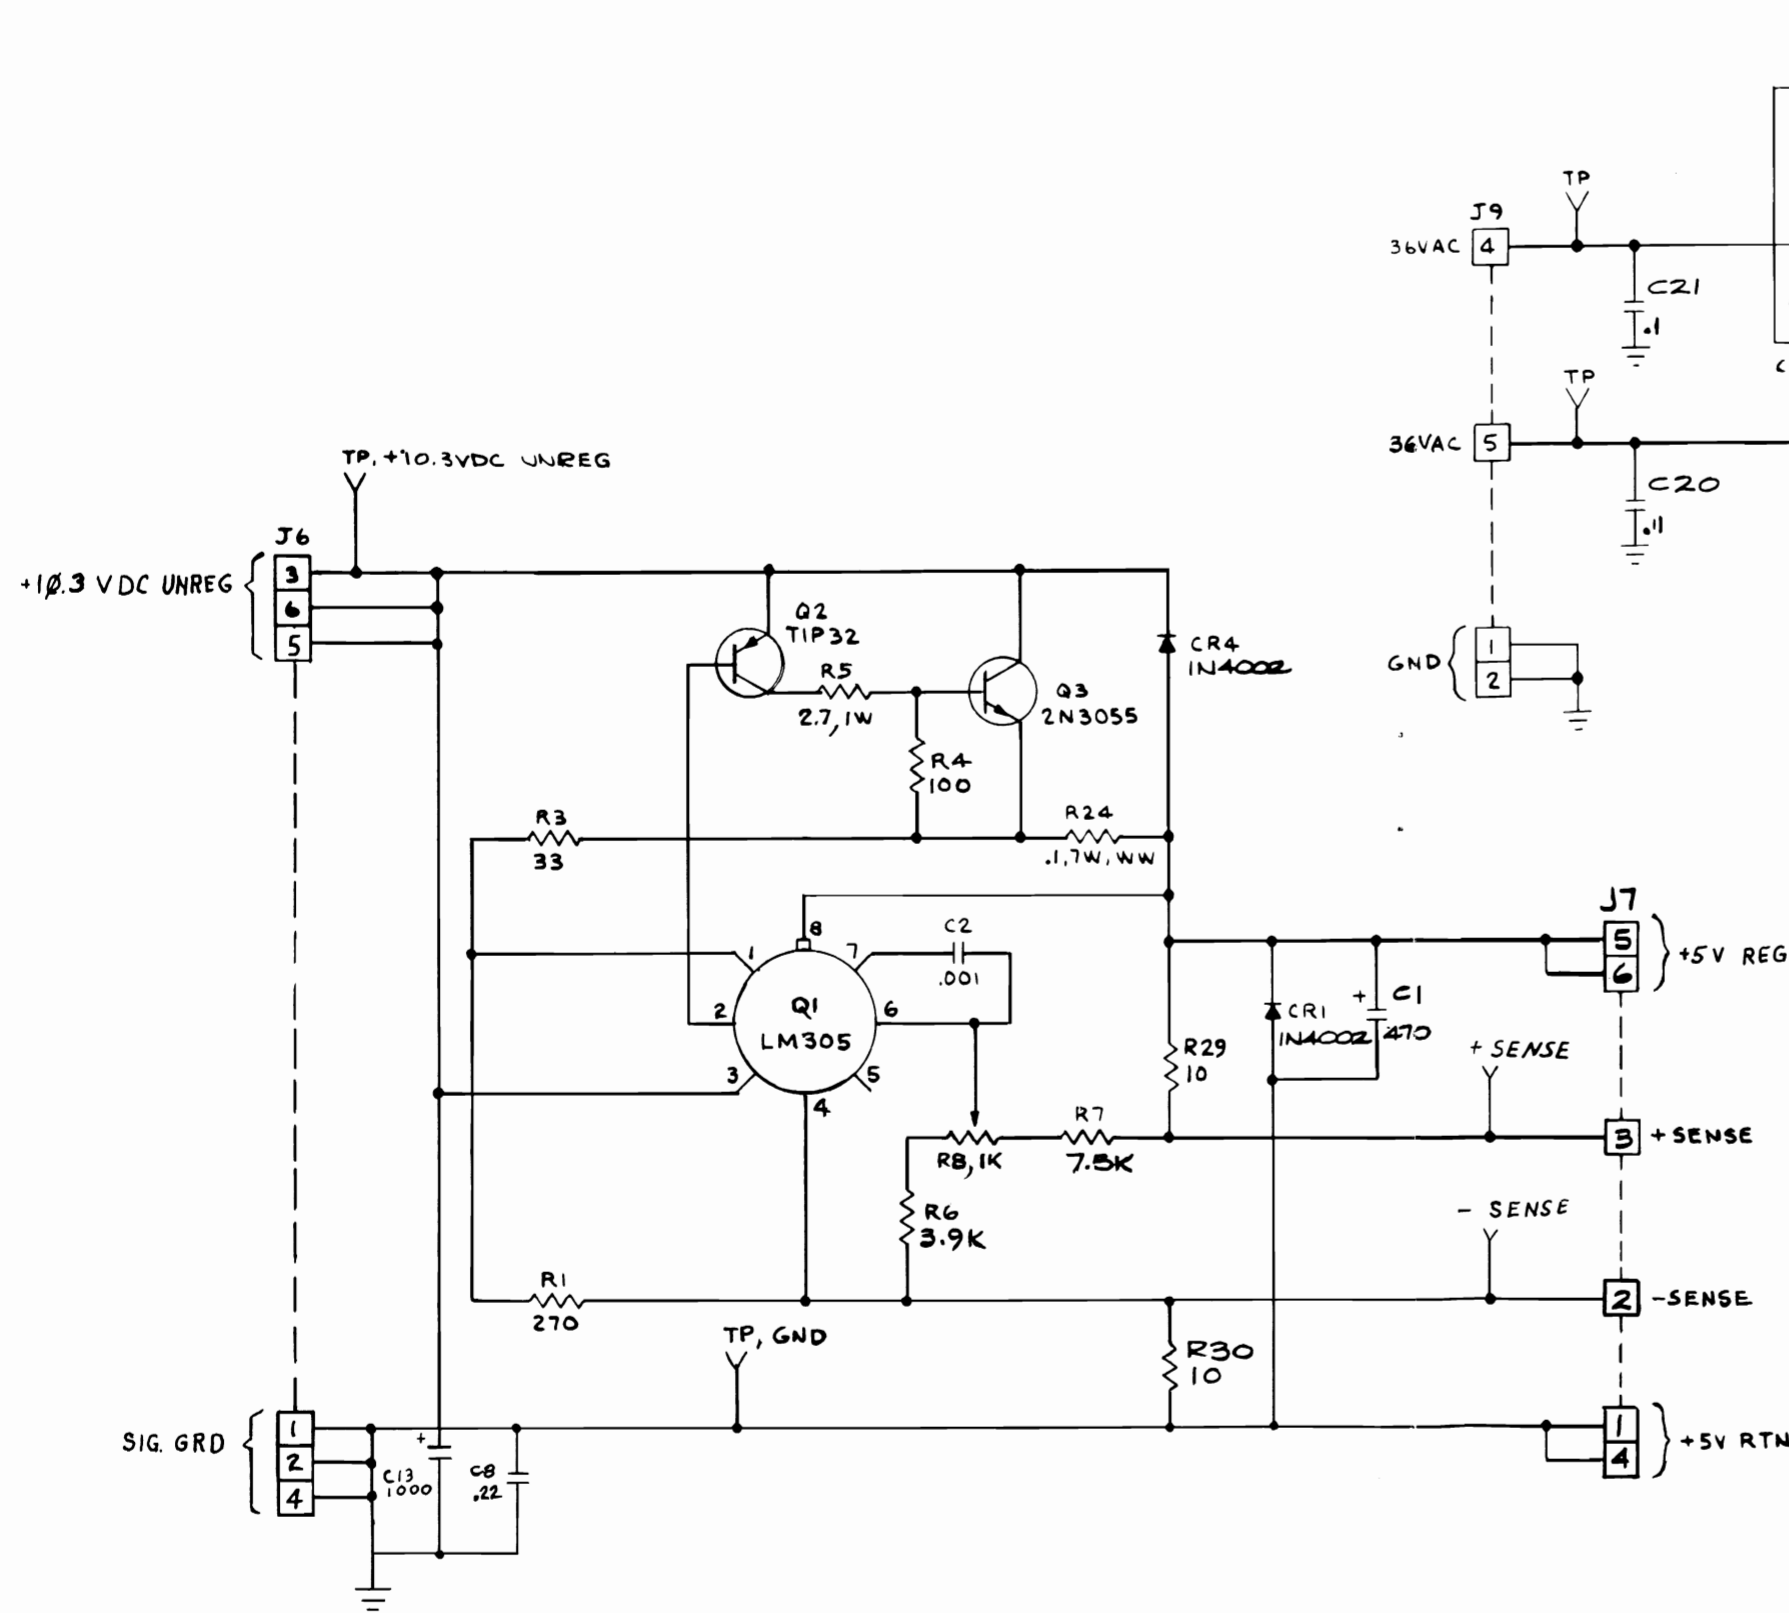 TP
J9
36VAC 4
C21
.1
TP
36VAC 5
C20
.1
TP, +10.3VDC UNREG
J6
+10.3 VDC UNREG
3
6
5
Q2
TIP32
R5
2.7, 1W
Q3
2N3055
CR4
1N4002
GND
1
2
R4
100
R3
33
R24
.1, 7W, WW
J7
5
6
+5V REG
8
1
7
C2
.001
2
Q1
LM305
6
3
5
4
CR1
1N4002
+
C1
470
R29
10
+ SENSE
R8, 1K
R7
7.5K
3 +SENSE
R6
3.9K
- SENSE
R1
270
2 -SENSE
TP, GND
R30
10
SIG. GRD
1
2
4
+
C13
1000
C8
.22
1
4
+5V RTN